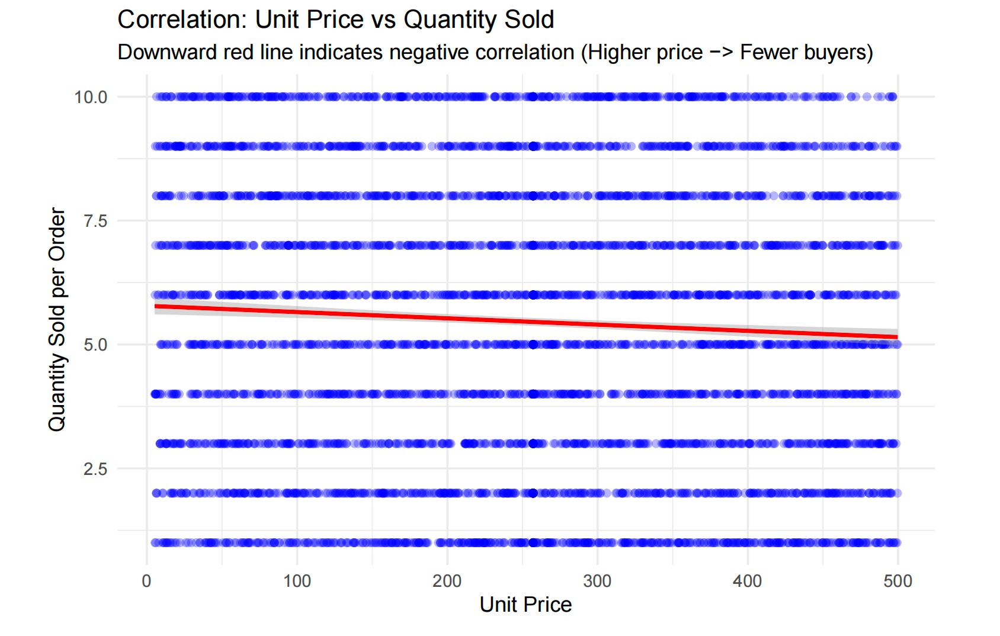 Correlation: Unit Price vs Quantity Sold
Downward red line indicates negative correlation (Higher price −> Fewer buyers)
Quantity Sold per Order
10.0
7.5
5.0
2.5
0 100 200 300 400 500
Unit Price